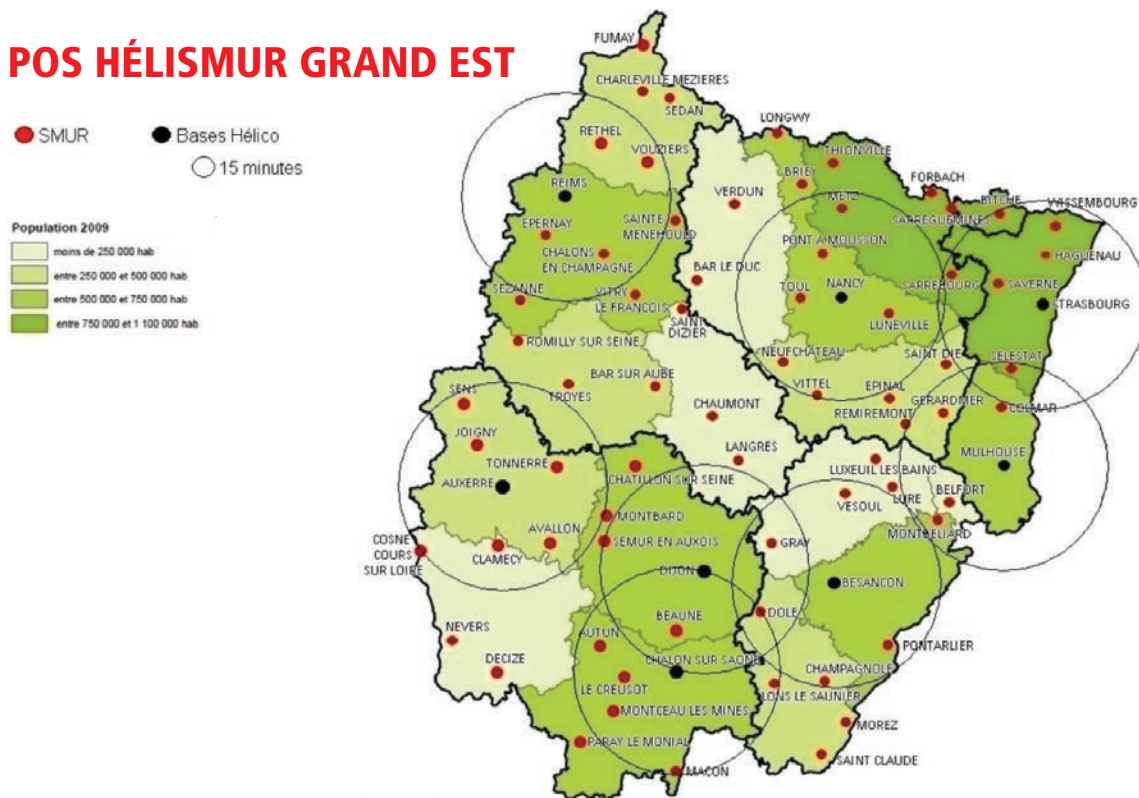 POS HÉLISMUR GRAND EST
SMUR
Bases Hélico
15 minutes
Population 2009
moins de 250 000 hab
entre 250 000 et 500 000 hab
entre 500 000 et 750 000 hab
entre 750 000 et 1 100 000 hab
FUMAY
CHARLEVILLE MEZIERES
SEDAN
RETHEL
VOUZIERS
LONGWY
THIONVILLE
BRIEY
FORBACH
REIMS
VERDUN
METZ
BITCHE
WISSEMBOURG
SARREGUEMINES
EPERNAY
SAINTE
MENEHOULD
CHALONS
EN CHAMPAGNE
PONT A MOUSSON
HAGUENAU
BAR LE DUC
SARREBOURG
SAVERNE
SEZANNE
VITRY
LE FRANCOIS
TOUL
NANCY
STRASBOURG
SAINT
DIZIER
LUNEVILLE
ROMILLY SUR SEINE
NEUFCHATEAU
SAINT DIE
SELESTAT
SENS
TROYES
BAR SUR AUBE
VITTEL
EPINAL
GERARDMER
COLMAR
CHAUMONT
REMIREMONT
JOIGNY
LANGRES
MULHOUSE
TONNERRE
CHATILLON SUR SEINE
LUXEUIL LES BAINS
AUXERRE
LURE
BELFORT
VESOUL
MONTBARD
MONTBELIARD
AVALLON
SEMUR EN AUXOIS
GRAY
COSNE
COURS
SUR LOIRE
CLAMECY
DIJON
BESANCON
DOLE
BEAUNE
NEVERS
AUTUN
PONTARLIER
DECIZE
CHALON SUR SAONE
CHAMPAGNOLE
LE CREUSOT
LONS LE SAUNIER
MONTCEAU LES MINES
MOREZ
PARAY LE MONIAL
SAINT CLAUDE
MACON